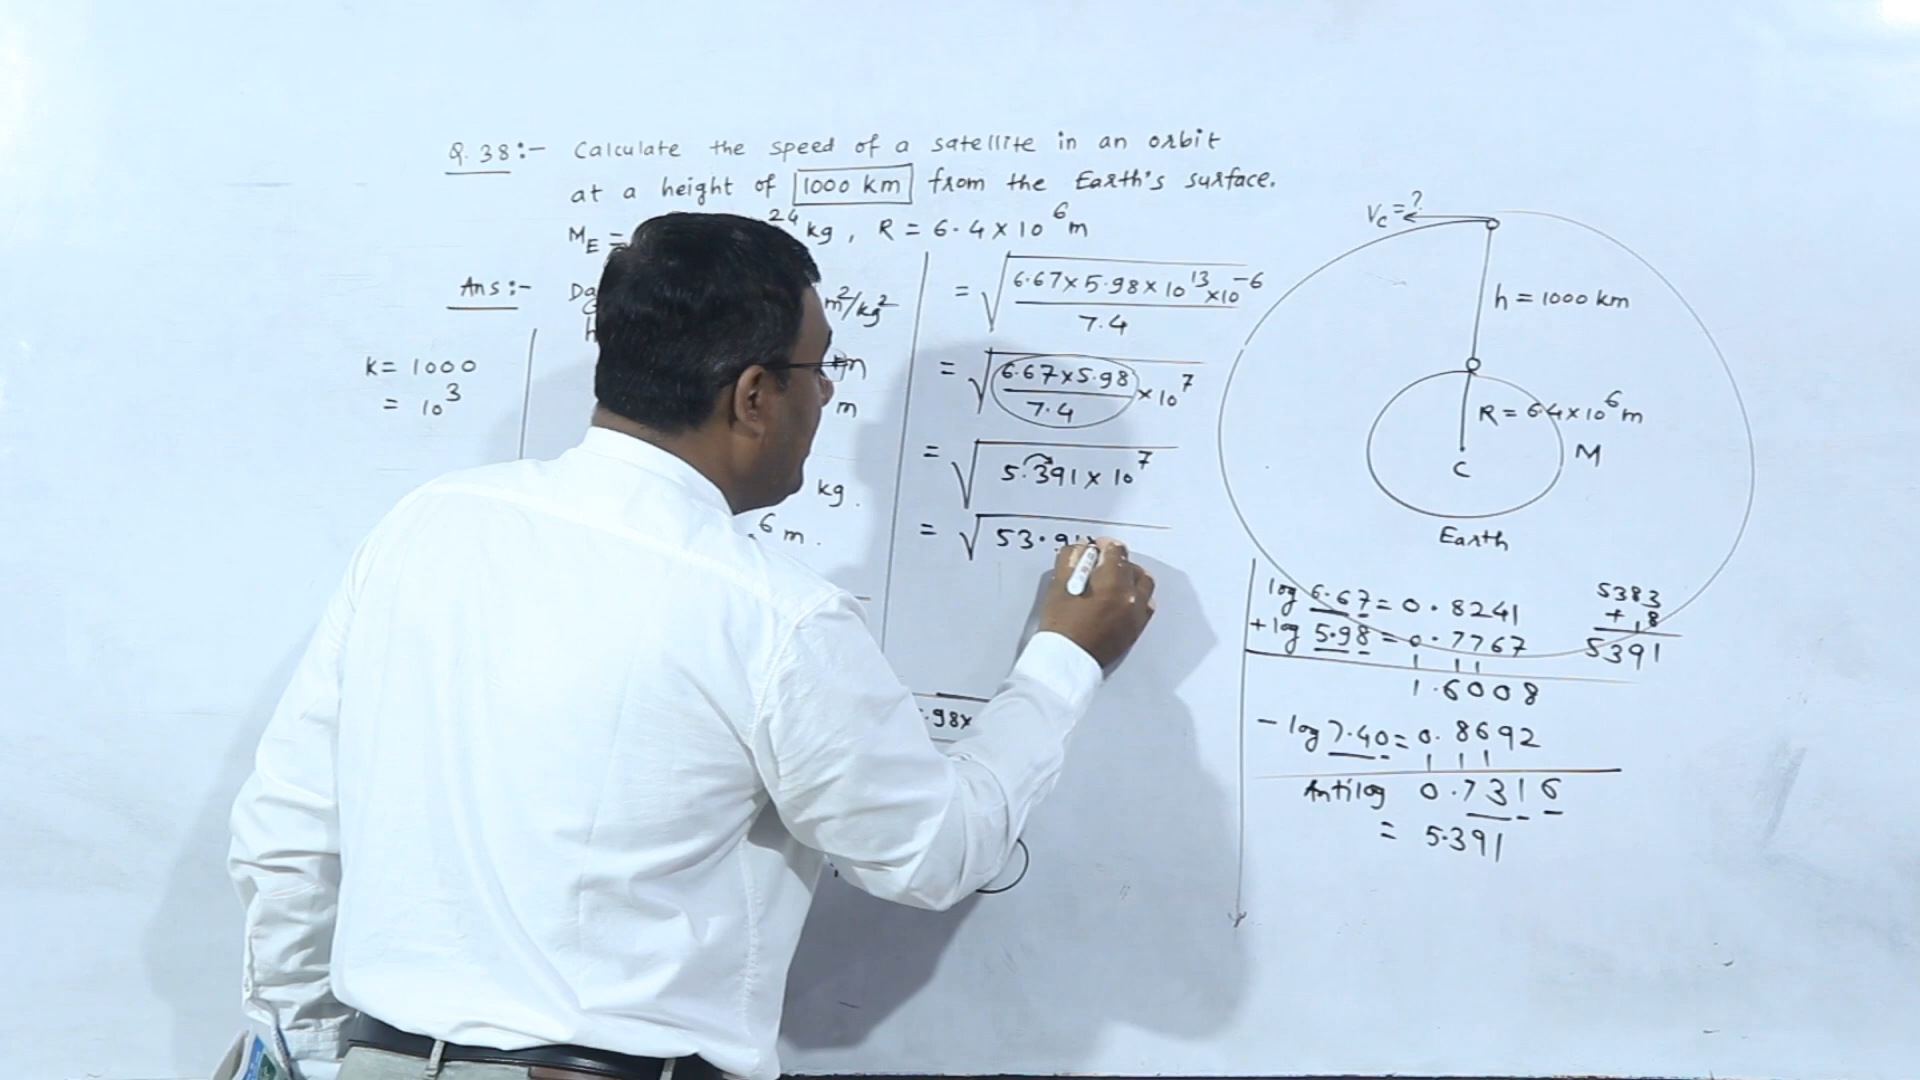 Q. 38:- Calculate the speed of a satellite in an orbit
at a height of 1000 km from the Earth's surface.
M_E = 24 kg, R = 6.4 × 10^6 m
Ans:- Da
m²/kg²
k = 1000
= 10^3
m
kg.
6 m.
= √(6.67 × 5.98 × 10^13 × 10^-6 / 7.4)
= √(6.67 × 5.98 / 7.4 × 10^7)
= √(5.391 × 10^7)
= √(53.91×
.98×
V_c = ?
h = 1000 km
R = 6.4 × 10^6 m
M
C
Earth
log 6.67 = 0.8241
+ log 5.98 = 0.7767
1.6008
- log 7.40 = 0.8692
Antilog 0.7316
= 5.391
5383
+ 8
5391